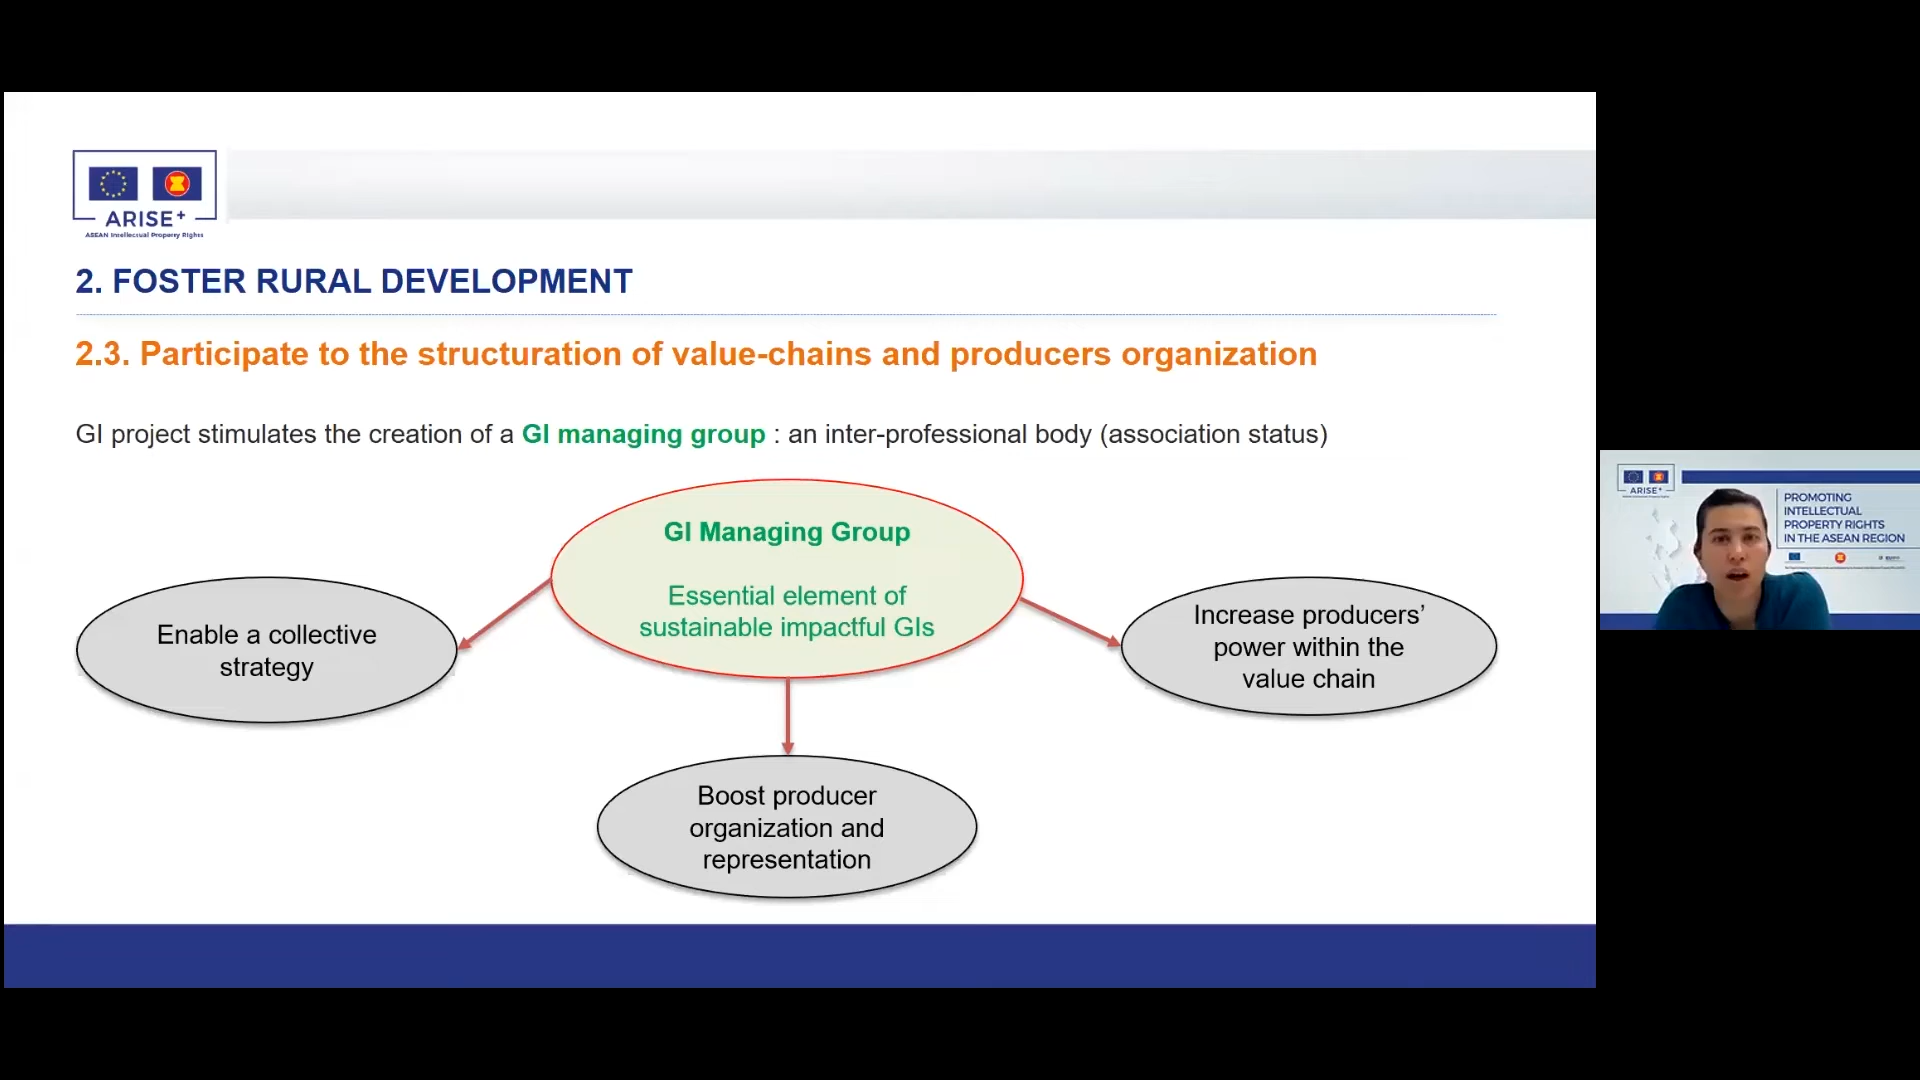 ARISE+
ASEAN Intellectual Property Rights
2. FOSTER RURAL DEVELOPMENT
2.3. Participate to the structuration of value-chains and producers organization
GI project stimulates the creation of a GI managing group : an inter-professional body (association status)
GI Managing Group
Essential element of
sustainable impactful GIs
Enable a collective
strategy
Increase producers’
power within the
value chain
Boost producer
organization and
representation
ARISE+
PROMOTING
INTELLECTUAL
PROPERTY RIGHTS
IN THE ASEAN REGION